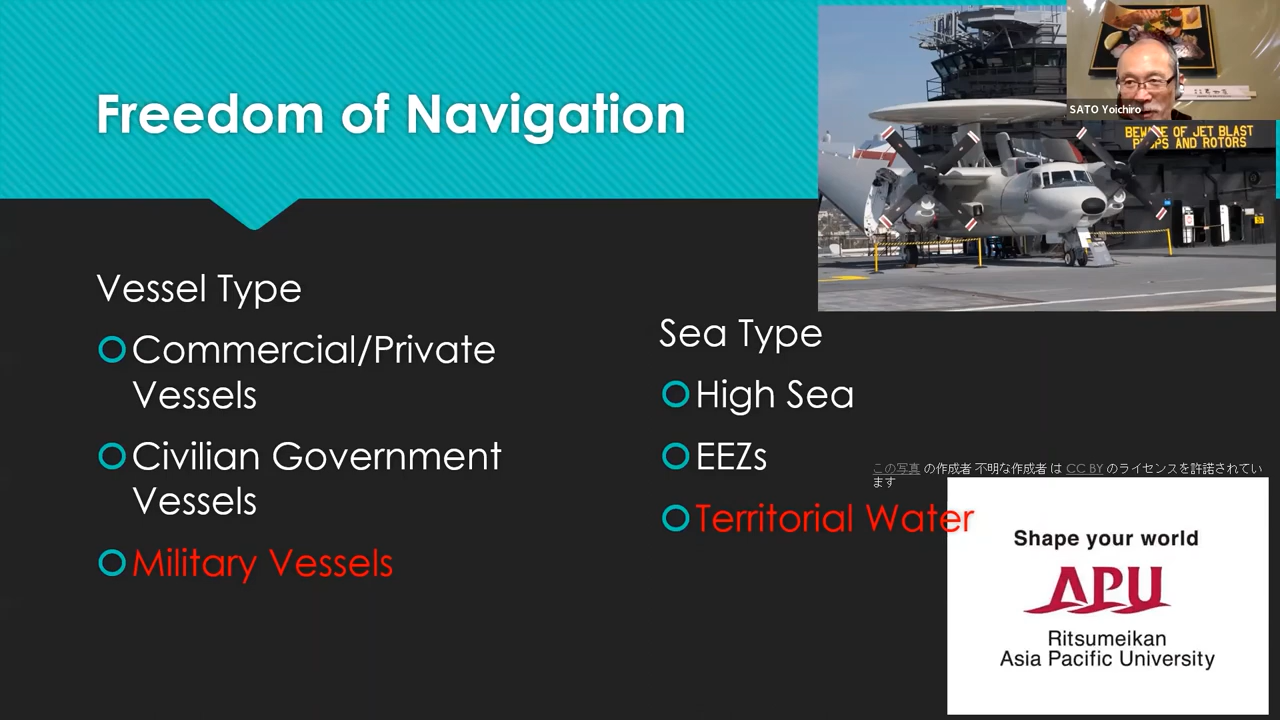 Freedom of Navigation
SATO Yoichiro
BEWARE OF JET BLAST
PROPS AND ROTORS
Vessel Type
Commercial/Private
Vessels
Civilian Government
Vessels
Military Vessels
Sea Type
High Sea
EEZs
Territorial Water
この写真 の作成者 不明な作成者 は CC BY のライセンスを許諾されてい
ます
Shape your world
APU
Ritsumeikan
Asia Pacific University